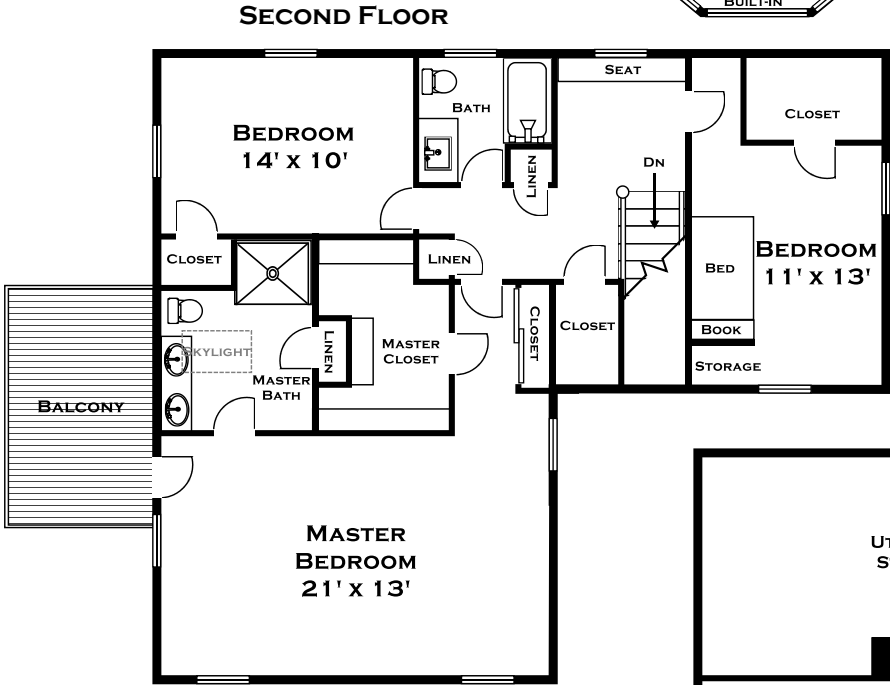 BUILT-IN
SECOND FLOOR
SEAT
BATH
CLOSET
BEDROOM
14' X 10'
LINEN
DN
CLOSET
LINEN
BEDROOM
11' X 13'
BED
CLOSET
CLOSET
BOOK
SKYLIGHT
LINEN
MASTER
CLOSET
STORAGE
MASTER
BATH
BALCONY
MASTER
BEDROOM
21' X 13'